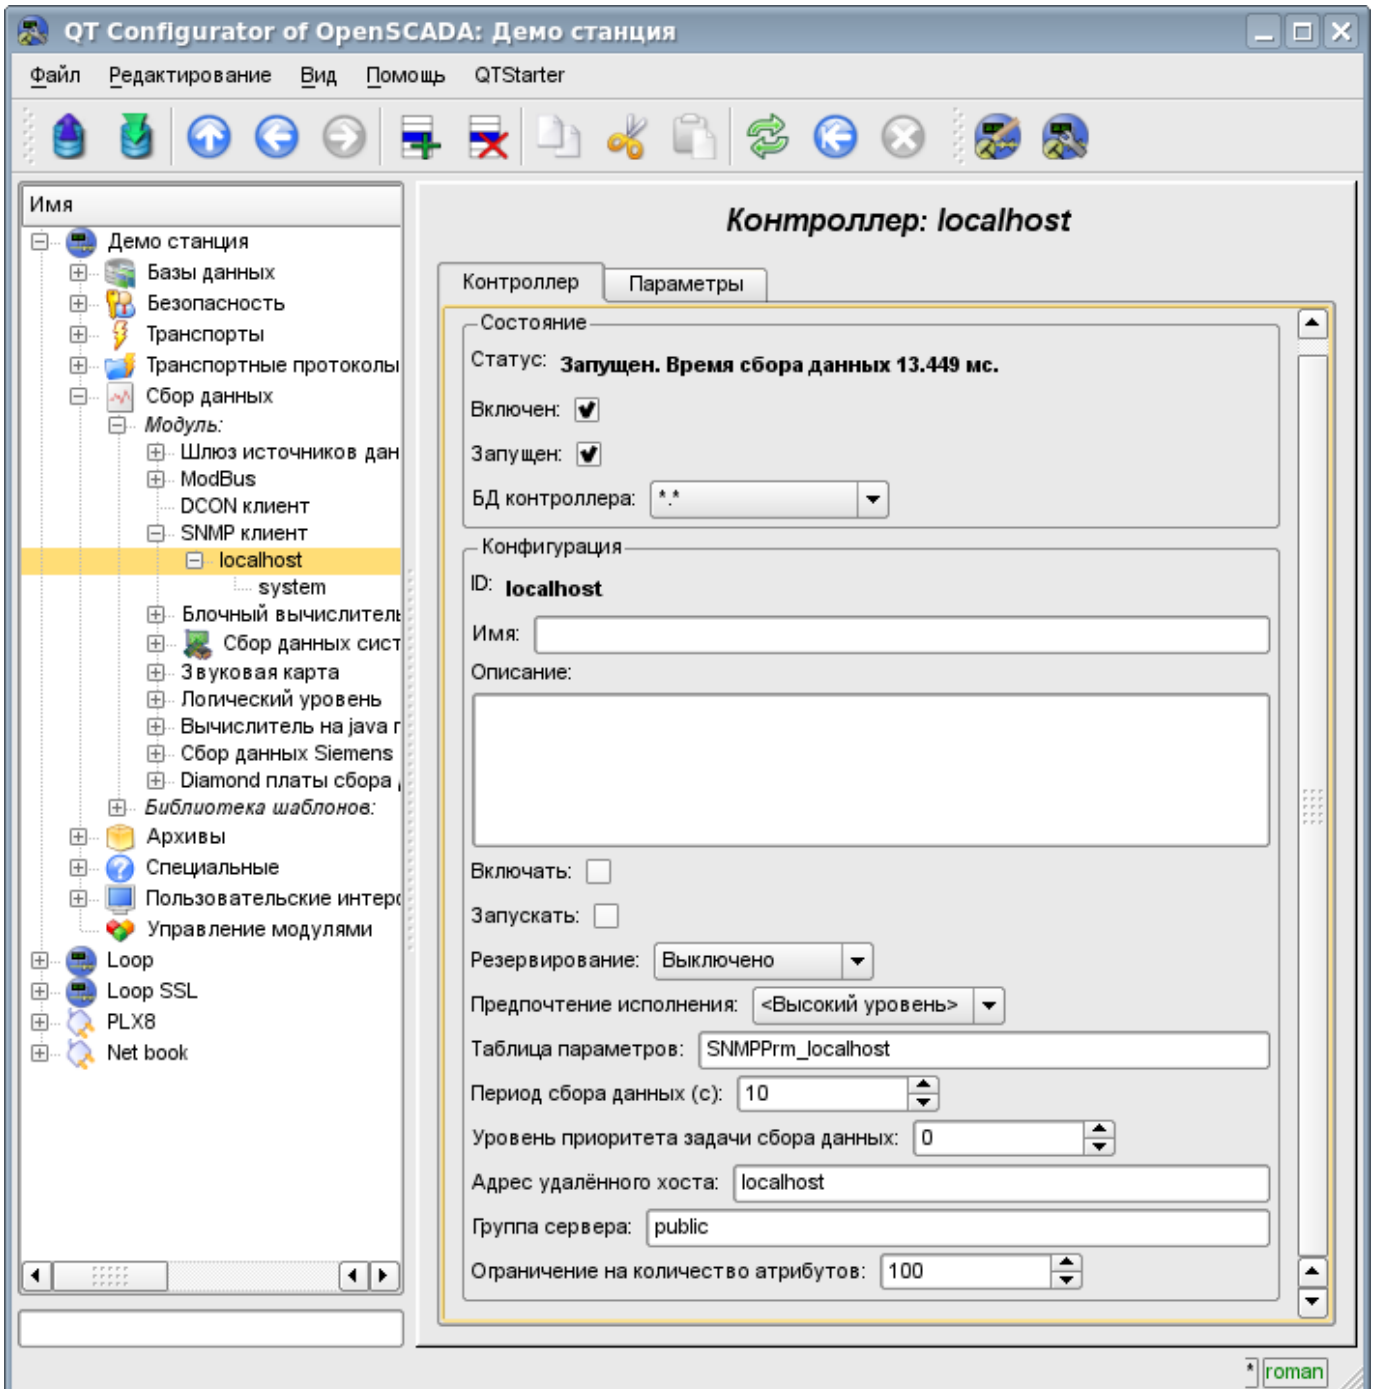 QT Configurator of OpenSCADA: Демо станция
Файл Редактирование Вид Помощь QTStarter
Имя
Демо станция
Базы данных
Безопасность
Транспорты
Транспортные протоколы
Сбор данных
Модуль:
Шлюз источников дан
ModBus
DCON клиент
SNMP клиент
localhost
system
Блочный вычислитель
Сбор данных сист
Звуковая карта
Логический уровень
Вычислитель на java
Сбор данных Siemens
Diamond платы сбора
Библиотека шаблонов:
Архивы
Специальные
Пользовательские интер
Управление модулями
Loop
Loop SSL
PLX8
Net book
Контроллер: localhost
Контроллер Параметры
Состояние
Статус: Запущен. Время сбора данных 13.449 мс.
Включен:
Запущен:
БД контроллера: *.*
Конфигурация
ID: localhost
Имя:
Описание:
Включать:
Запускать:
Резервирование: Выключено
Предпочтение исполнения: <Высокий уровень>
Таблица параметров: SNMPPrm_localhost
Период сбора данных (с): 10
Уровень приоритета задачи сбора данных: 0
Адрес удалённого хоста: localhost
Группа сервера: public
Ограничение на количество атрибутов: 100
* roman